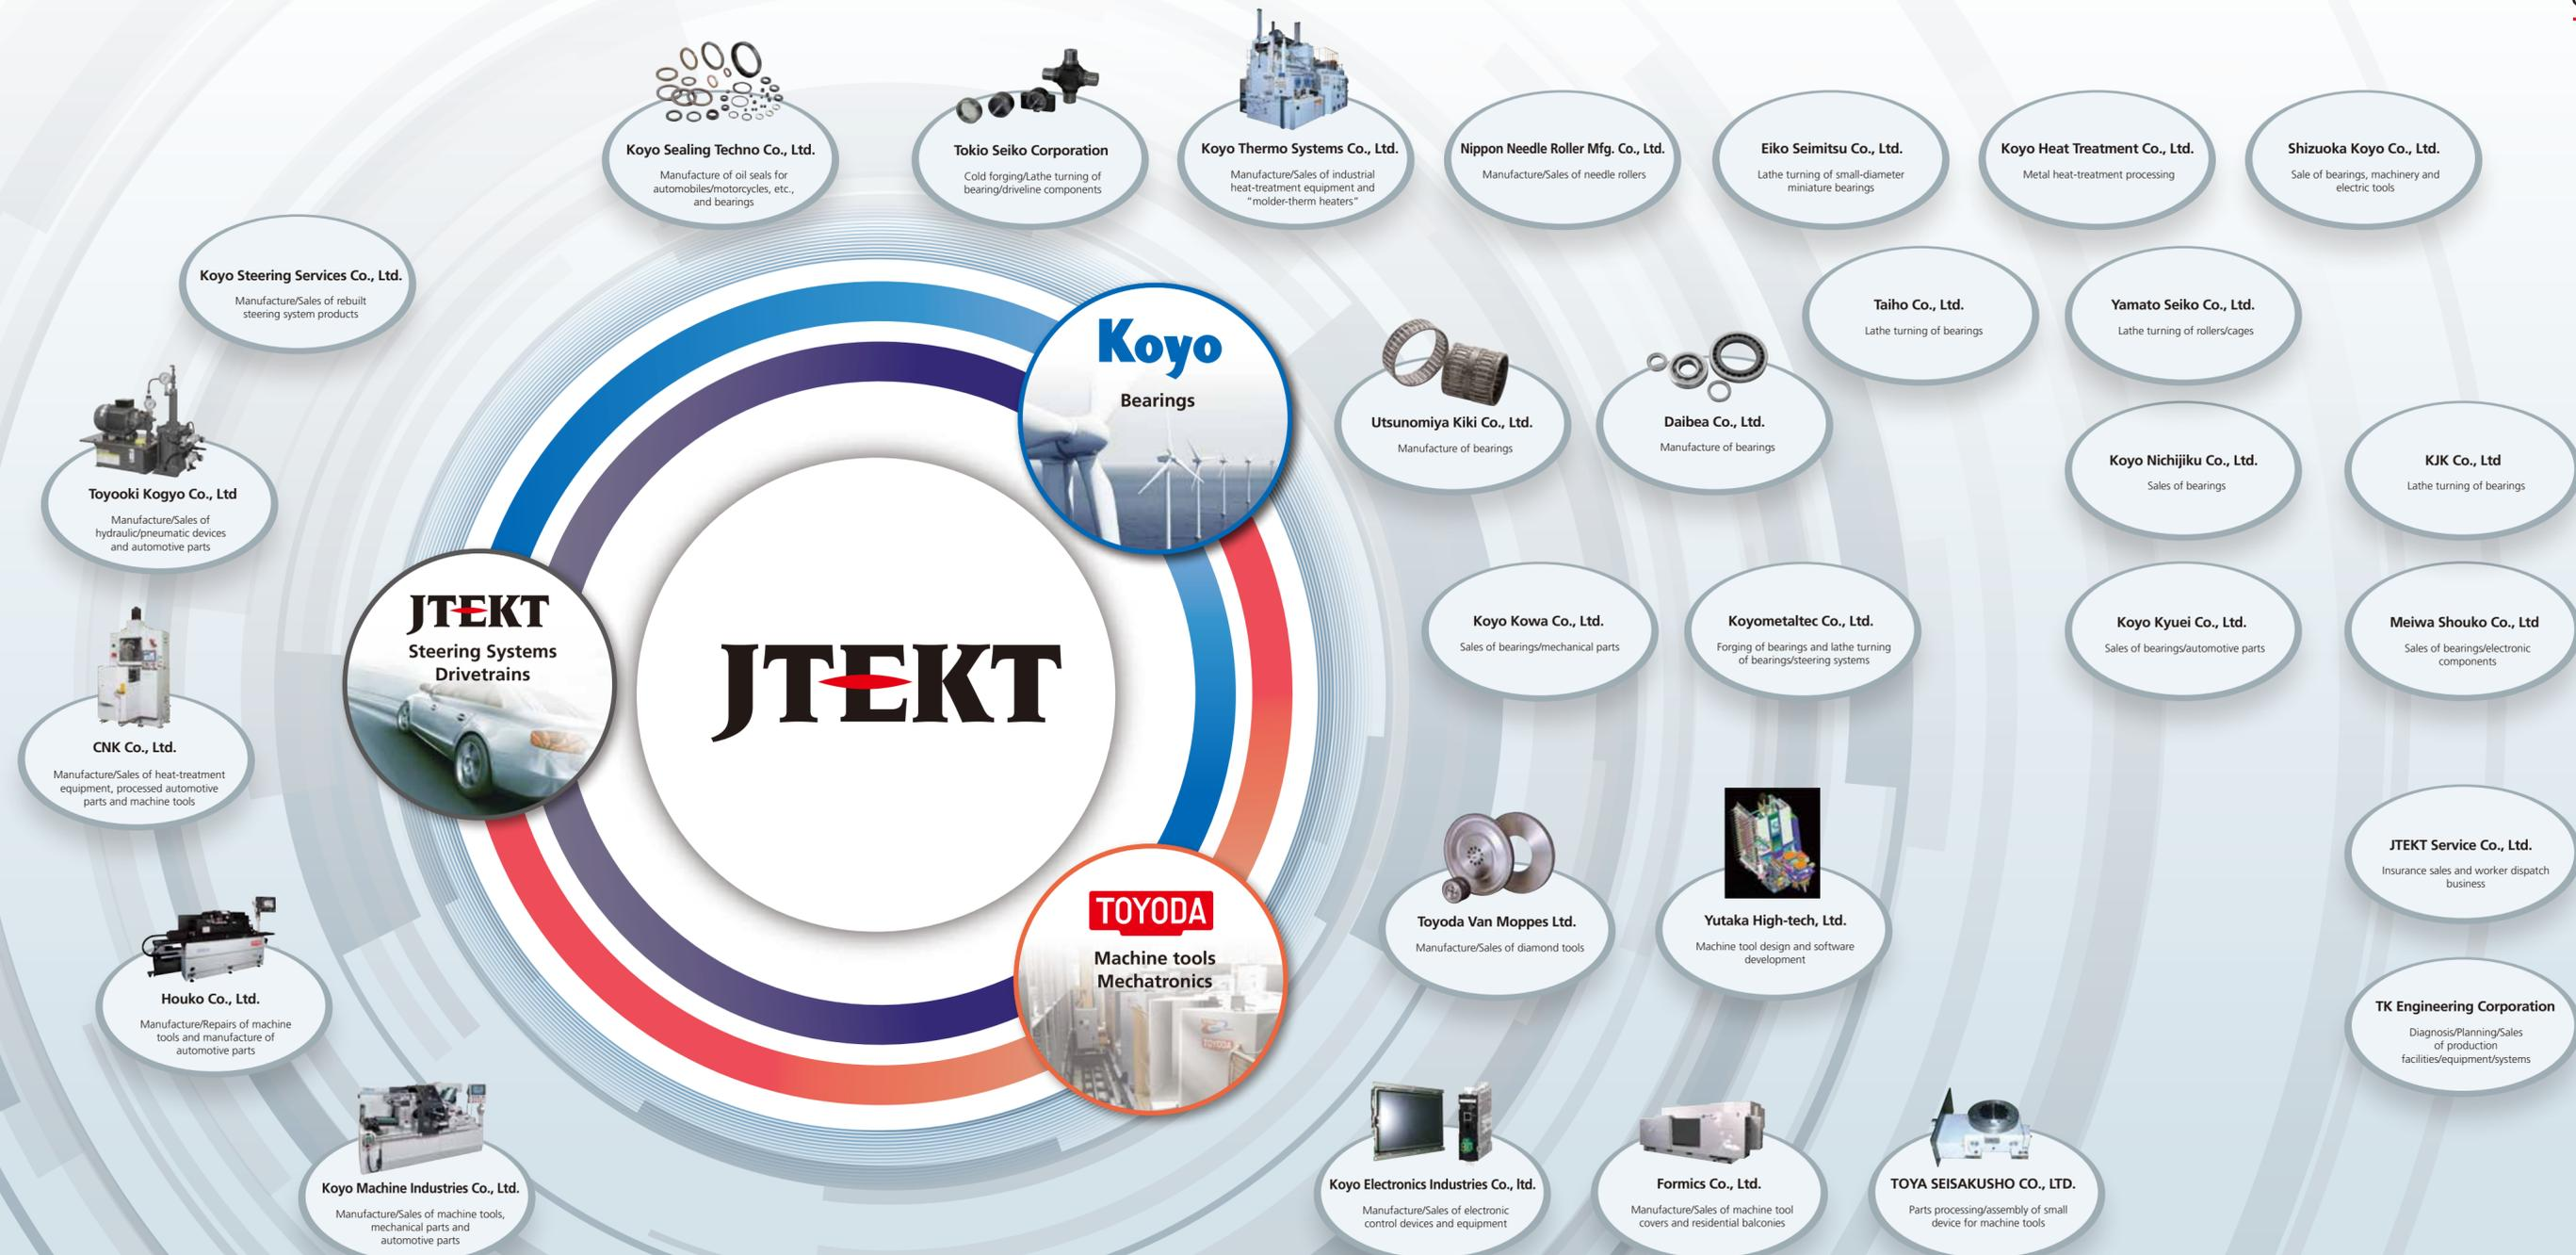 Koyo Sealing Techno Co., Ltd.
Manufacture of oil seals for
automobiles/motorcycles, etc.,
and bearings
Tokio Seiko Corporation
Cold forging/Lathe turning of
bearing/driveline components
Koyo Thermo Systems Co., Ltd.
Manufacture/Sales of industrial
heat-treatment equipment and
"molder-therm heaters"
Nippon Needle Roller Mfg. Co., Ltd.
Manufacture/Sales of needle rollers
Eiko Seimitsu Co., Ltd.
Lathe turning of small-diameter
miniature bearings
Koyo Heat Treatment Co., Ltd.
Metal heat-treatment processing
Shizuoka Koyo Co., Ltd.
Sale of bearings, machinery and
electric tools
Koyo Steering Services Co., Ltd.
Manufacture/Sales of rebuilt
steering system products
Taiho Co., Ltd.
Lathe turning of bearings
Yamato Seiko Co., Ltd.
Lathe turning of rollers/cages
Koyo
Bearings
Utsunomiya Kiki Co., Ltd.
Manufacture of bearings
Daibea Co., Ltd.
Manufacture of bearings
Koyo Nichijiku Co., Ltd.
Sales of bearings
KJK Co., Ltd
Lathe turning of bearings
Toyooki Kogyo Co., Ltd
Manufacture/Sales of
hydraulic/pneumatic devices
and automotive parts
JTEKT
Steering Systems
Drivetrains
JTEKT
Koyo Kowa Co., Ltd.
Sales of bearings/mechanical parts
Koyometaltec Co., Ltd.
Forging of bearings and lathe turning
of bearings/steering systems
Koyo Kyuei Co., Ltd.
Sales of bearings/automotive parts
Meiwa Shouko Co., Ltd
Sales of bearings/electronic
components
CNK Co., Ltd.
Manufacture/Sales of heat-treatment
equipment, processed automotive
parts and machine tools
JTEKT Service Co., Ltd.
Insurance sales and worker dispatch
business
TOYODA
Machine tools
Mechatronics
TOYODA
Toyoda Van Moppes Ltd.
Manufacture/Sales of diamond tools
Yutaka High-tech, Ltd.
Machine tool design and software
development
Houko Co., Ltd.
Manufacture/Repairs of machine
tools and manufacture of
automotive parts
TK Engineering Corporation
Diagnosis/Planning/Sales
of production
facilities/equipment/systems
Koyo Machine Industries Co., Ltd.
Manufacture/Sales of machine tools,
mechanical parts and
automotive parts
Koyo Electronics Industries Co., ltd.
Manufacture/Sales of electronic
control devices and equipment
Formics Co., Ltd.
Manufacture/Sales of machine tool
covers and residential balconies
TOYA SEISAKUSHO CO., LTD.
Parts processing/assembly of small
device for machine tools